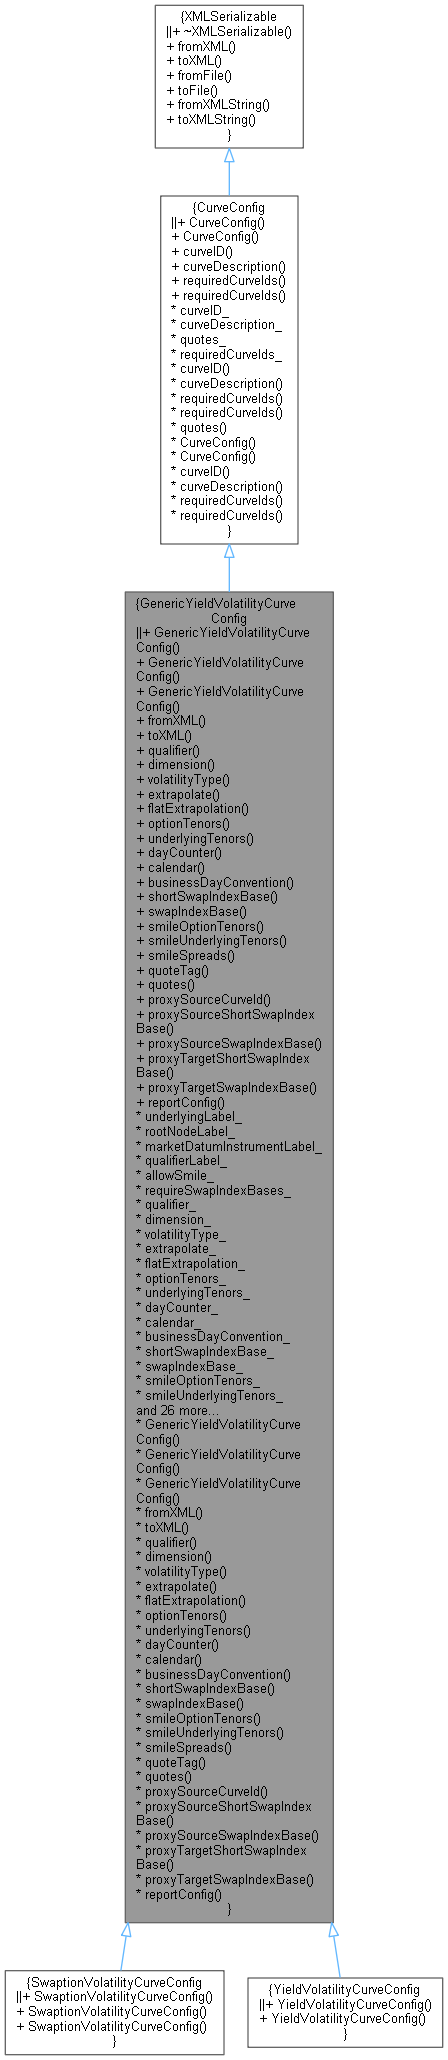 {XMLSerializable
||+ ~XMLSerializable()
+ fromXML()
+ toXML()
+ fromFile()
+ toFile()
+ fromXMLString()
+ toXMLString()
}
{CurveConfig
||+ CurveConfig()
+ CurveConfig()
+ curveID()
+ curveDescription()
+ requiredCurveIds()
+ requiredCurveIds()
* curveID_
* curveDescription_
* quotes_
* requiredCurveIds_
* curveID()
* curveDescription()
* requiredCurveIds()
* requiredCurveIds()
* quotes()
* CurveConfig()
* CurveConfig()
* curveID()
* curveDescription()
* requiredCurveIds()
* requiredCurveIds()
}
{GenericYieldVolatilityCurve
Config
||+ GenericYieldVolatilityCurve
Config()
+ GenericYieldVolatilityCurve
Config()
+ GenericYieldVolatilityCurve
Config()
+ fromXML()
+ toXML()
+ qualifier()
+ dimension()
+ volatilityType()
+ extrapolate()
+ flatExtrapolation()
+ optionTenors()
+ underlyingTenors()
+ dayCounter()
+ calendar()
+ businessDayConvention()
+ shortSwapIndexBase()
+ swapIndexBase()
+ smileOptionTenors()
+ smileUnderlyingTenors()
+ smileSpreads()
+ quoteTag()
+ quotes()
+ proxySourceCurveId()
+ proxySourceShortSwapIndex
Base()
+ proxySourceSwapIndexBase()
+ proxyTargetShortSwapIndex
Base()
+ proxyTargetSwapIndexBase()
+ reportConfig()
* underlyingLabel_
* rootNodeLabel_
* marketDatumInstrumentLabel_
* qualifierLabel_
* allowSmile_
* requireSwapIndexBases_
* qualifier_
* dimension_
* volatilityType_
* extrapolate_
* flatExtrapolation_
* optionTenors_
* underlyingTenors_
* dayCounter_
* calendar_
* businessDayConvention_
* shortSwapIndexBase_
* swapIndexBase_
* smileOptionTenors_
* smileUnderlyingTenors_
and 26 more...
* GenericYieldVolatilityCurve
Config()
* GenericYieldVolatilityCurve
Config()
* GenericYieldVolatilityCurve
Config()
* fromXML()
* toXML()
* qualifier()
* dimension()
* volatilityType()
* extrapolate()
* flatExtrapolation()
* optionTenors()
* underlyingTenors()
* dayCounter()
* calendar()
* businessDayConvention()
* shortSwapIndexBase()
* swapIndexBase()
* smileOptionTenors()
* smileUnderlyingTenors()
* smileSpreads()
* quoteTag()
* quotes()
* proxySourceCurveId()
* proxySourceShortSwapIndex
Base()
* proxySourceSwapIndexBase()
* proxyTargetShortSwapIndex
Base()
* proxyTargetSwapIndexBase()
* reportConfig()
}
{SwaptionVolatilityCurveConfig
||+ SwaptionVolatilityCurveConfig()
+ SwaptionVolatilityCurveConfig()
+ SwaptionVolatilityCurveConfig()
}
{YieldVolatilityCurveConfig
||+ YieldVolatilityCurveConfig()
+ YieldVolatilityCurveConfig()
}